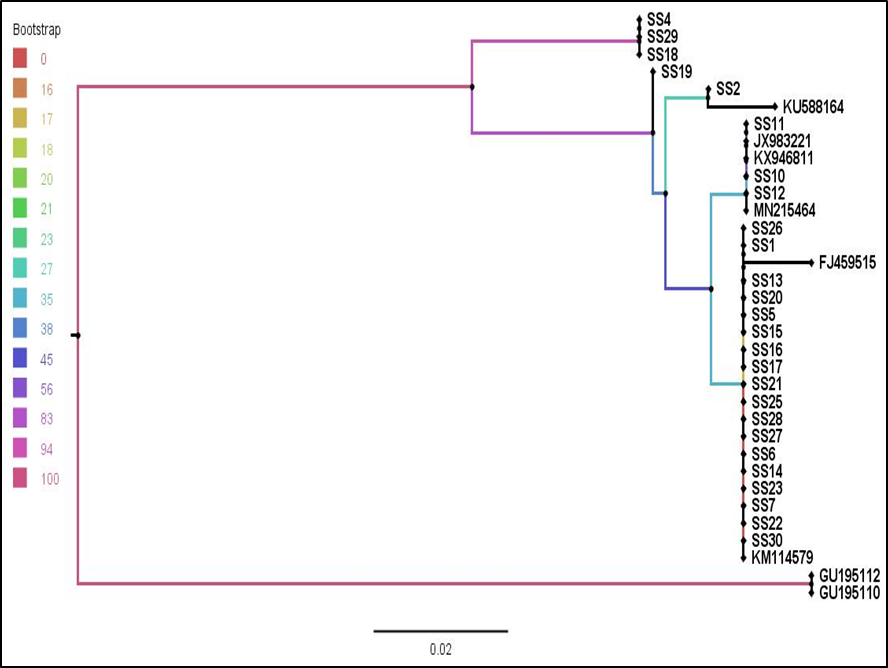 Bootstrap
0
16
17
18
20
21
23
27
35
38
45
56
83
94
100
SS4
SS29
SS18
SS19
SS2
KU588164
SS11
JX983221
KX946811
SS10
SS12
MN215464
SS26
SS1
FJ459515
SS13
SS20
SS5
SS15
SS16
SS17
SS21
SS25
SS28
SS27
SS6
SS14
SS23
SS7
SS22
SS30
KM114579
GU195112
GU195110
0.02